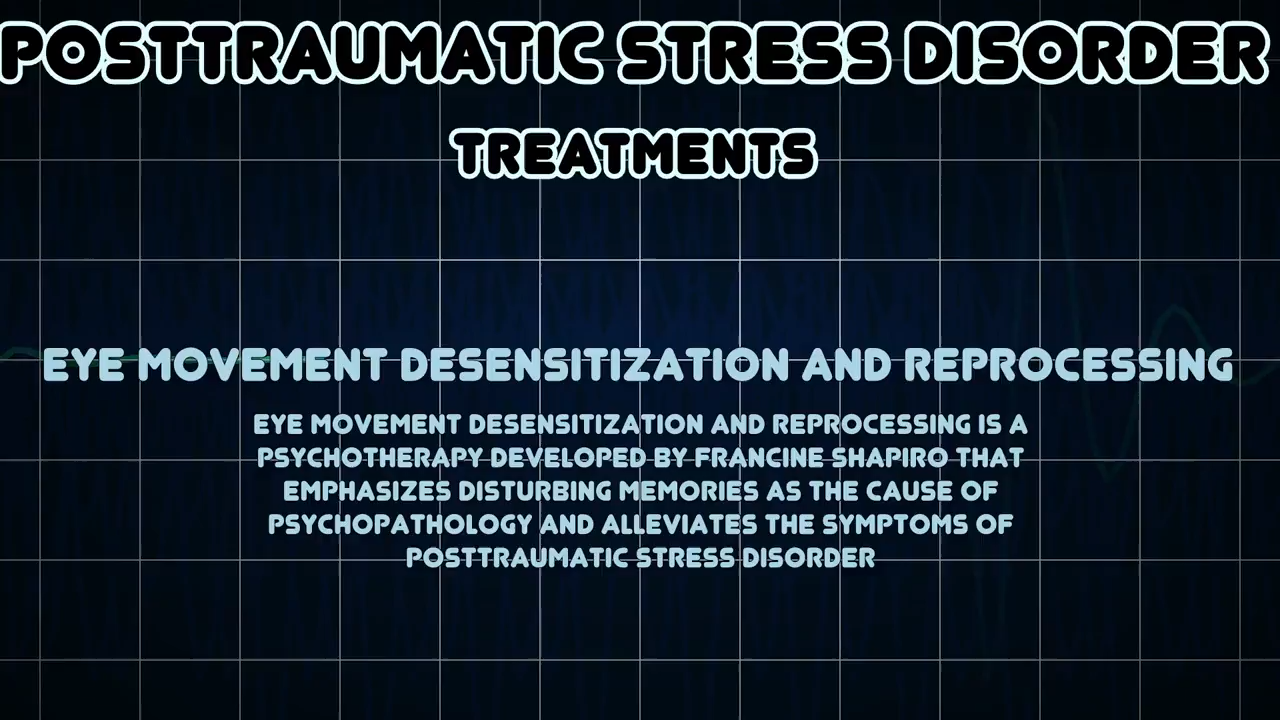 POSTTRAUMATIC STRESS DISORDER
TREATMENTS
EYE MOVEMENT DESENSITIZATION AND REPROCESSING
EYE MOVEMENT DESENSITIZATION AND REPROCESSING IS A
PSYCHOTHERAPY DEVELOPED BY FRANCINE SHAPIRO THAT
EMPHASIZES DISTURBING MEMORIES AS THE CAUSE OF
PSYCHOPATHOLOGY AND ALLEVIATES THE SYMPTOMS OF
POSTTRAUMATIC STRESS DISORDER